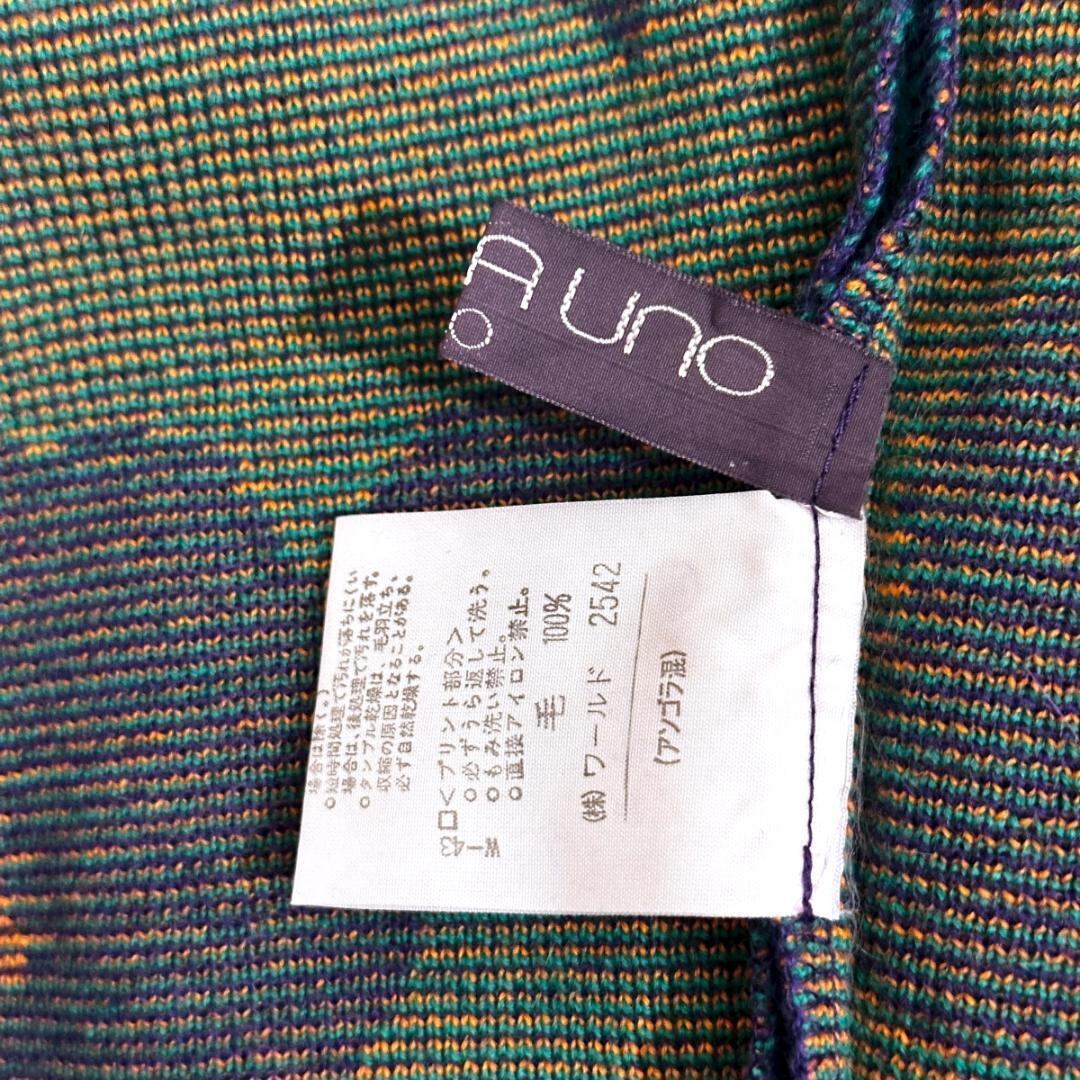 A uno
O
場合は除く。)
○短時間処理で汚れが落ちにくい
場合は、後処理で汚れを落す。
○タンブル乾燥は、毛羽立ち、
収縮の原因となることがある。
必ず自然乾燥する。
<プリント部分>
○必ずうら返して洗う。
○もみ洗い禁止。
○直接アイロン禁止。
毛 100%
(株)ワールド 2542
(アンゴラ混)